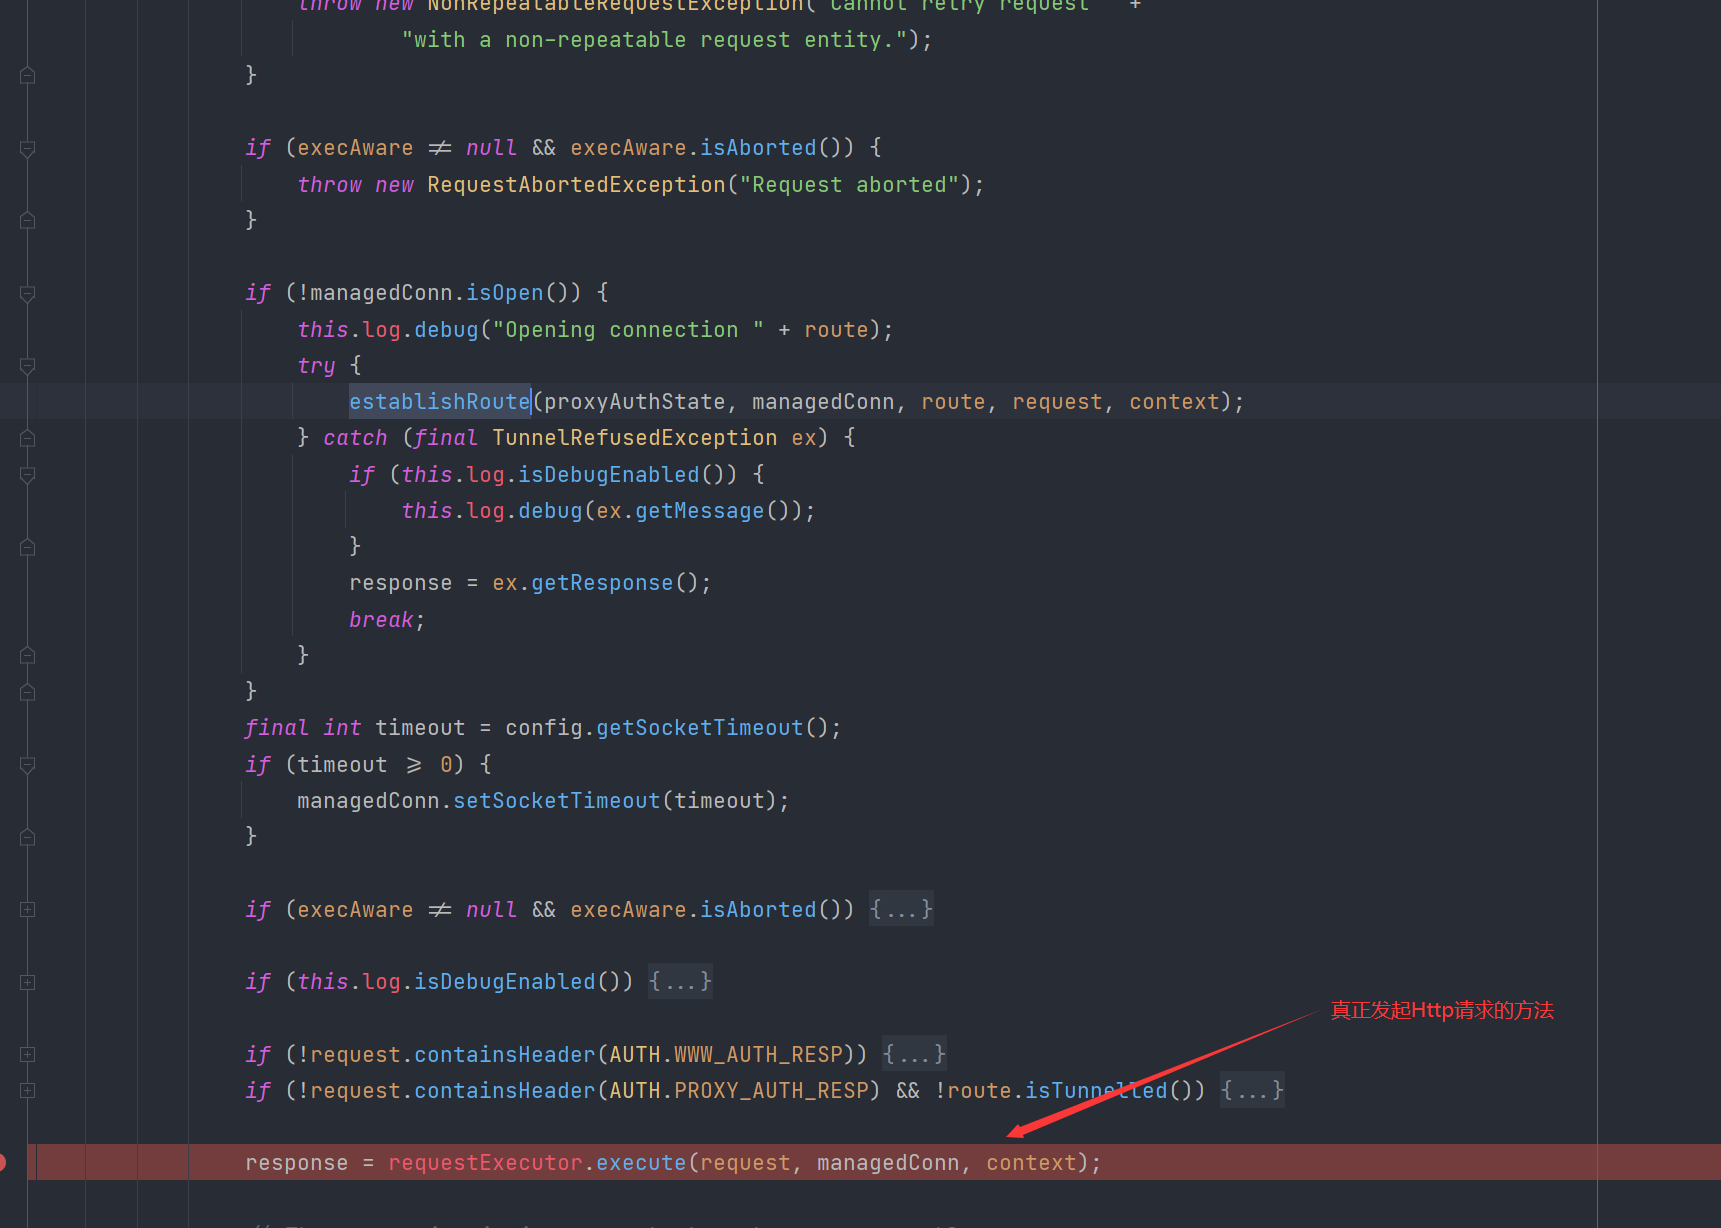 throw new NonRepeatableRequestException("Cannot retry request " +
"with a non-repeatable request entity.");
}
if (execAware != null && execAware.isAborted()) {
throw new RequestAbortedException("Request aborted");
}
if (!managedConn.isOpen()) {
this.log.debug("Opening connection " + route);
try {
establishRoute(proxyAuthState, managedConn, route, request, context);
} catch (final TunnelRefusedException ex) {
if (this.log.isDebugEnabled()) {
this.log.debug(ex.getMessage());
}
response = ex.getResponse();
break;
}
}
final int timeout = config.getSocketTimeout();
if (timeout >= 0) {
managedConn.setSocketTimeout(timeout);
}
if (execAware != null && execAware.isAborted()) {...}
if (this.log.isDebugEnabled()) {...}
真正发起Http请求的方法
if (!request.containsHeader(AUTH.WWW_AUTH_RESP)) {...}
if (!request.containsHeader(AUTH.PROXY_AUTH_RESP) && !route.isTunnelled()) {...}
response = requestExecutor.execute(request, managedConn, context);